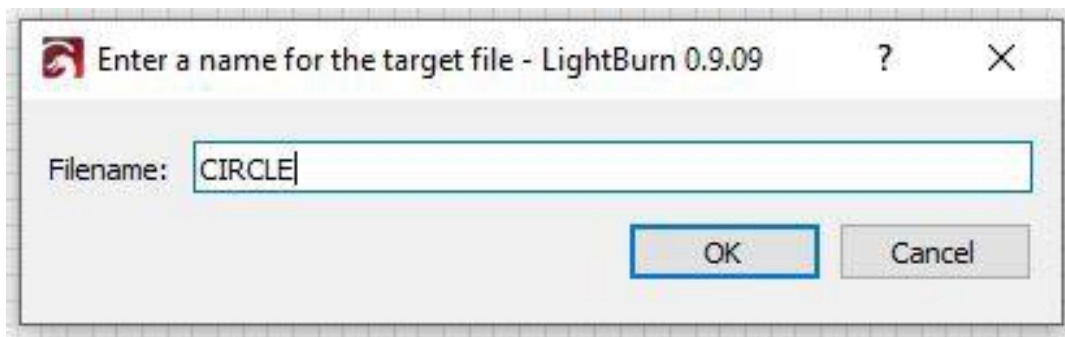 Enter a name for the target file - LightBurn 0.9.09 ?
Filename: CIRCLE
OK Cancel